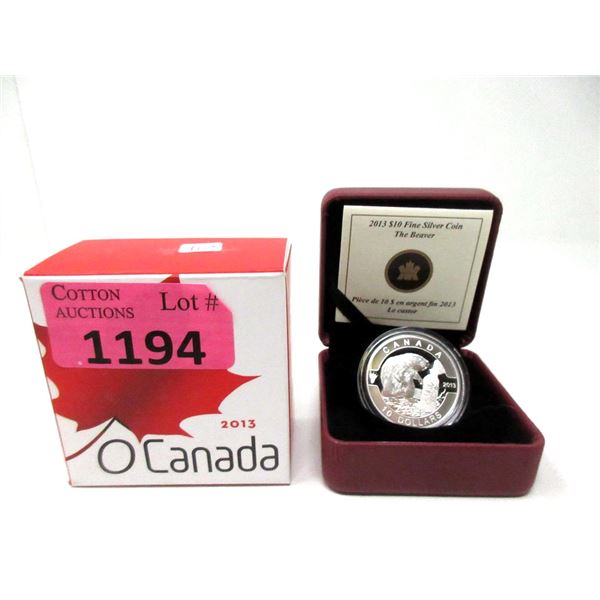 COTTON
AUCTIONS
Lot #
1194
2013
O Canada
2013 $10 Fine Silver Coin
The Beaver
Pièce de 10 $ en argent fin 2013
Le castor
CANADA
2013
10 DOLLARS